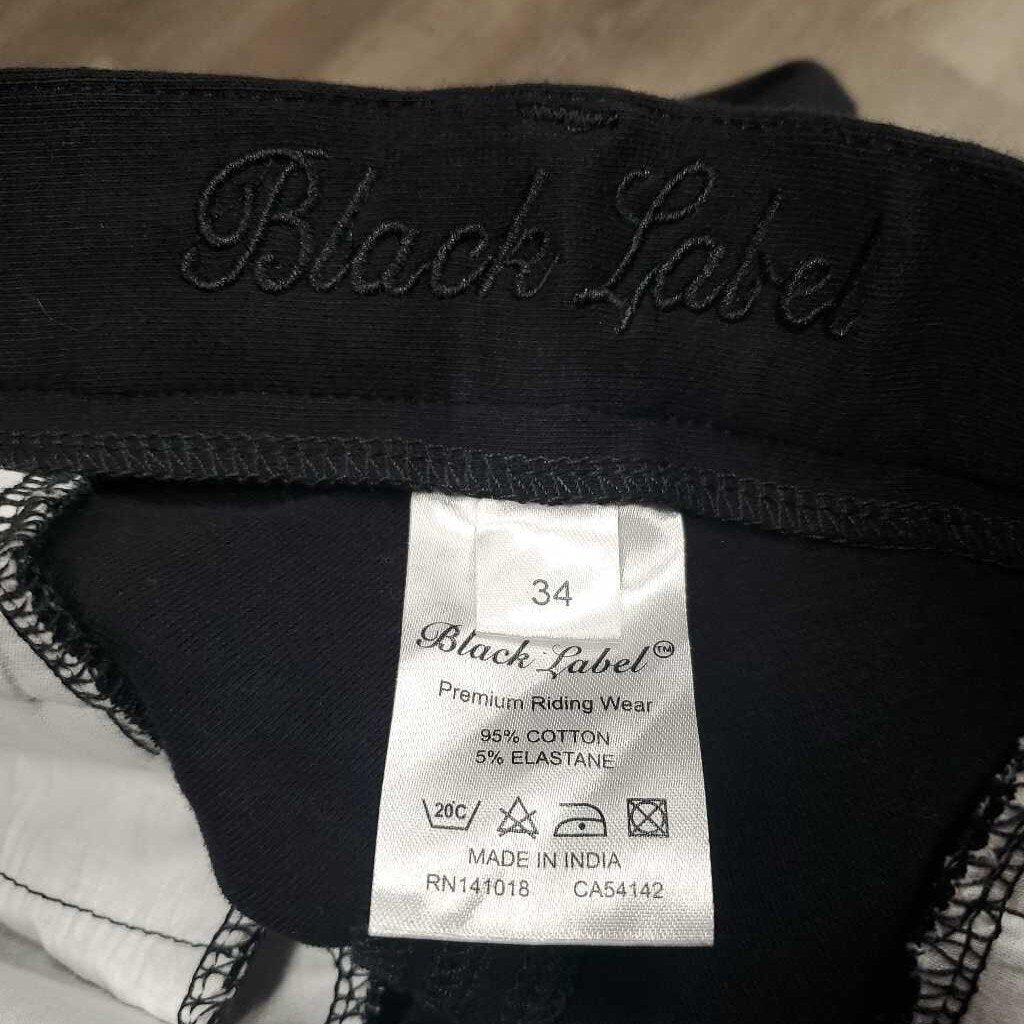 Black Label
34
Black Label™
Premium Riding Wear
95% COTTON
5% ELASTANE
20C
MADE IN INDIA
RN141018 CA54142